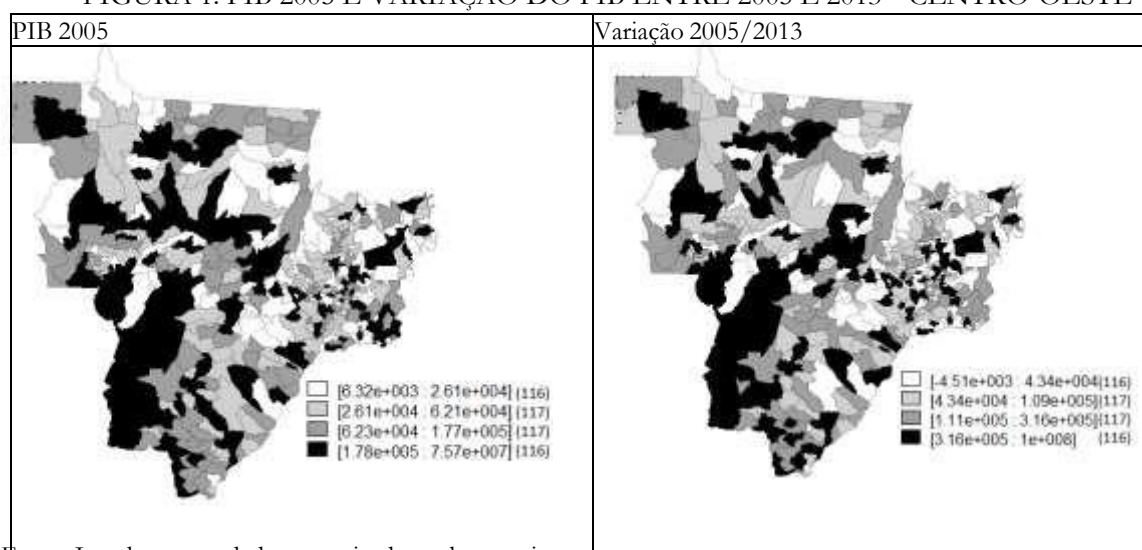 PIB 2005
Variação 2005/2013
[6.32e+003 : 2.61e+004] (116)
[2.61e+004 : 6.21e+004] (117)
[6.23e+004 : 1.77e+005] (117)
[1.78e+005 : 7.57e+007] (116)
[-4.51e+003 : 4.34e+004(116)
[4.34e+004 : 1.09e+005](117)
[1.11e+005 : 3.16e+005](117)
[3.16e+005 : 1e+008] (116)